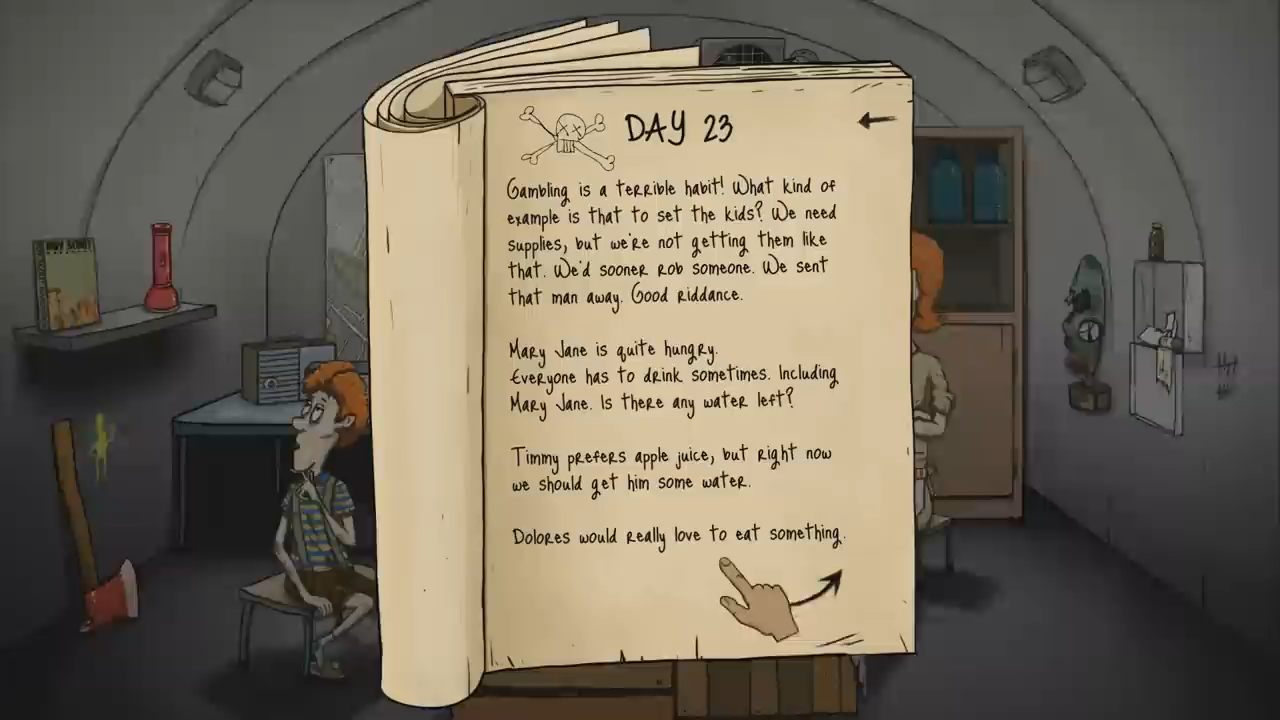 DAY 23
Gambling is a terrible habit! What kind of
example is that to set the kids? We need
supplies, but we're not getting them like
that. We'd sooner rob someone. We sent
that man away. Good riddance.
Mary Jane is quite hungry.
Everyone has to drink sometimes. Including
Mary Jane. Is there any water left?
Timmy prefers apple juice, but right now
we should get him some water.
Dolores would really love to eat something.